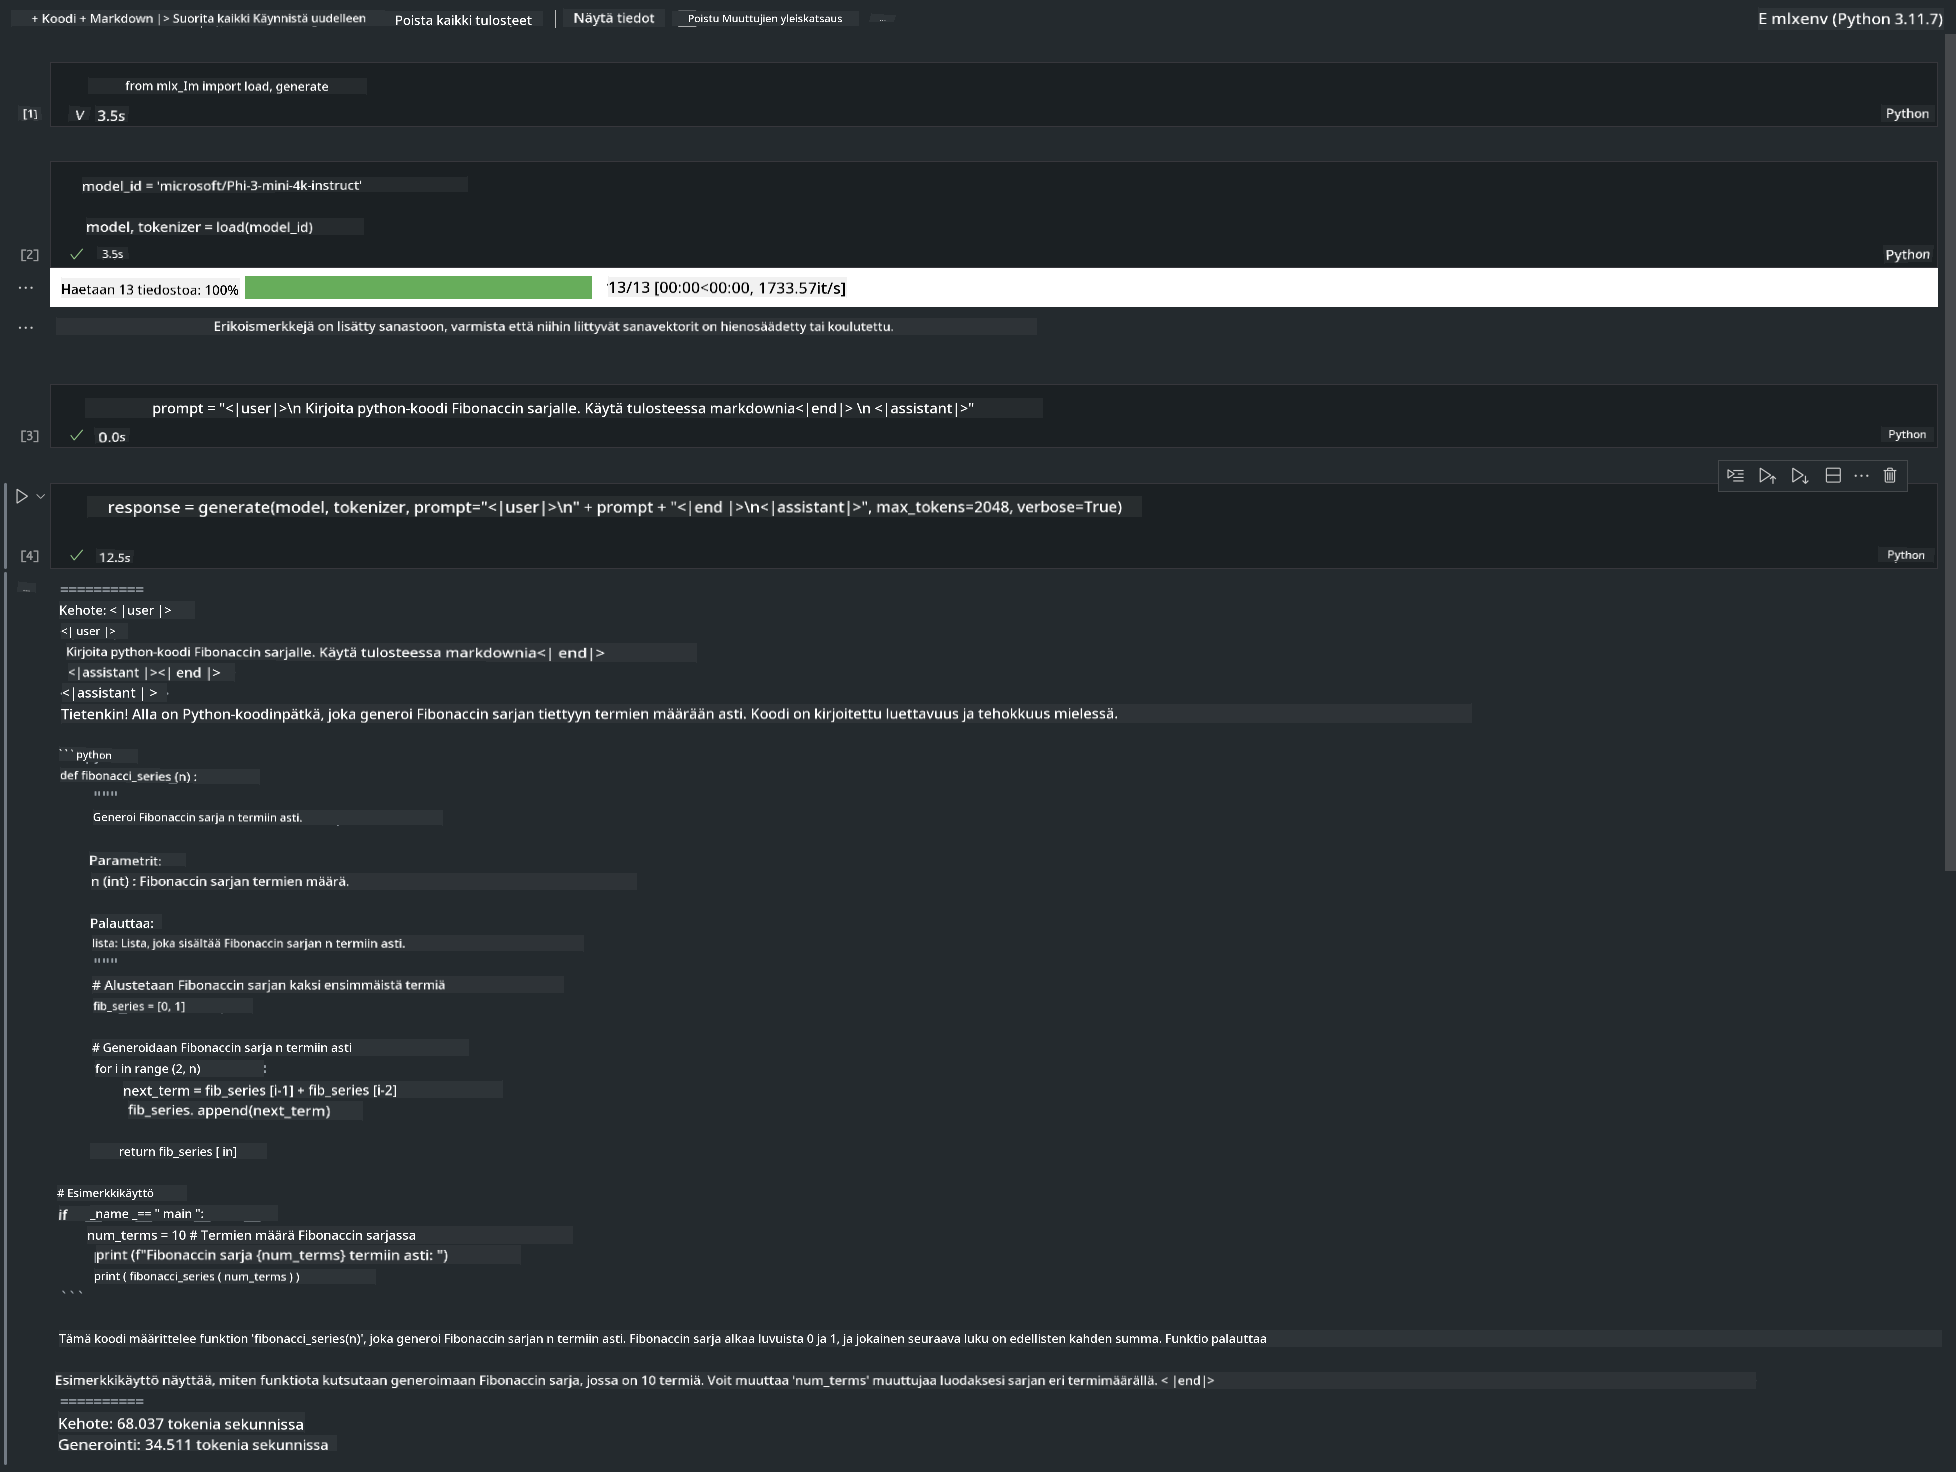 + Koodi + Markdown |> Suorita kaikki Käynnistä uudelleen Poista kaikki tulosteet | Näytä tiedot Poistu Muuttujien yleiskatsaus ... E mlxenv (Python 3.11.7)
from mlx_Im import load, generate
[1] V 3.5s Python
model_id = 'microsoft/Phi-3-mini-4k-instruct'
model, tokenizer = load(model_id)
[2] ✓ 3.5s Python
... Haetaan 13 tiedostoa: 100% 13/13 [00:00<00:00, 1733.57it/s]
... Erikoismerkkejä on lisätty sanastoon, varmista että niihin liittyvät sanavektorit on hienosäädetty tai koulutettu.
prompt = "<|user|>\n Kirjoita python-koodi Fibonaccin sarjalle. Käytä tulosteessa markdownia<|end|> \n <|assistant|>"
[3] ✓ 0.0s Python
response = generate(model, tokenizer, prompt="<|user|>\n" + prompt + "<|end |>\n<|assistant|>", max_tokens=2048, verbose=True)
[4] ✓ 12.5s Python
... ==========
Kehote: < |user |>
<| user |>
Kirjoita python-koodi Fibonaccin sarjalle. Käytä tulosteessa markdownia<| end|>
<|assistant |><| end |>
<|assistant | >
Tietenkin! Alla on Python-koodinpätkä, joka generoi Fibonaccin sarjan tiettyyn termien määrään asti. Koodi on kirjoitettu luettavuus ja tehokkuus mielessä.
```python
def fibonacci_series (n) :
"""
Generoi Fibonaccin sarja n termiin asti.
Parametrit:
n (int) : Fibonaccin sarjan termien määrä.
Palauttaa:
lista: Lista, joka sisältää Fibonaccin sarjan n termiin asti.
"""
# Alustetaan Fibonaccin sarjan kaksi ensimmäistä termiä
fib_series = [0, 1]
# Generoidaan Fibonaccin sarja n termiin asti
for i in range (2, n) :
next_term = fib_series [i-1] + fib_series [i-2]
fib_series. append(next_term)
return fib_series [ in]
# Esimerkkikäyttö
if _name _== " main ":
num_terms = 10 # Termien määrä Fibonaccin sarjassa
print (f"Fibonaccin sarja {num_terms} termiin asti: ")
print ( fibonacci_series ( num_terms ) )
```
Tämä koodi määrittelee funktion 'fibonacci_series(n)', joka generoi Fibonaccin sarjan n termiin asti. Fibonaccin sarja alkaa luvuista 0 ja 1, ja jokainen seuraava luku on edellisten kahden summa. Funktio palauttaa
Esimerkkikäyttö näyttää, miten funktiota kutsutaan generoimaan Fibonaccin sarja, jossa on 10 termiä. Voit muuttaa 'num_terms' muuttujaa luodaksesi sarjan eri termimäärällä. < |end|>
==========
Kehote: 68.037 tokenia sekunnissa
Generointi: 34.511 tokenia sekunnissa